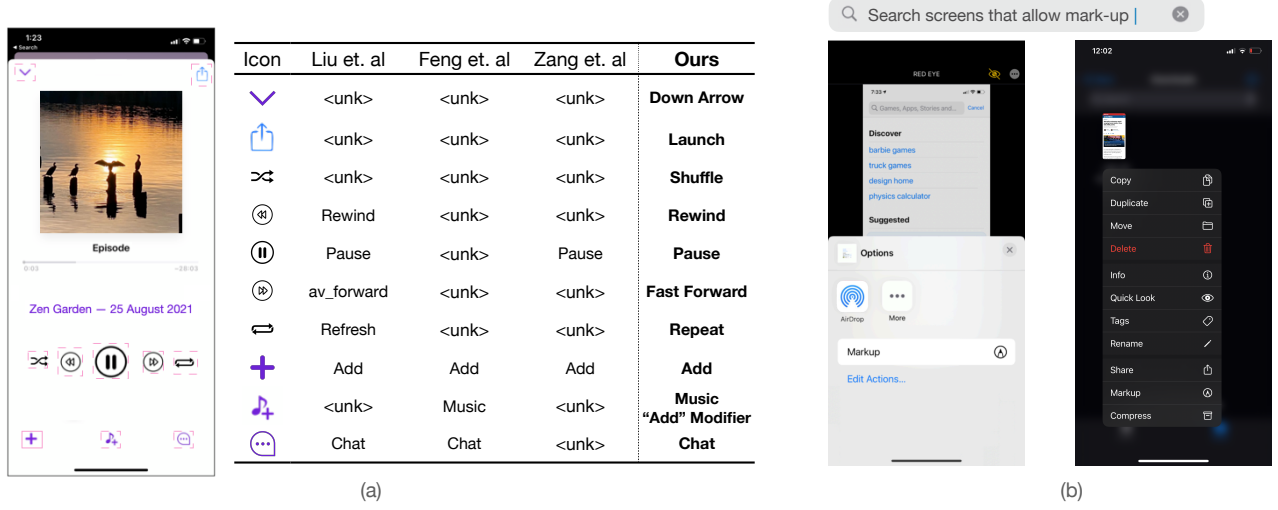 1:23
Search
Episode
0:03
-29:03
Zen Garden — 25 August 2021
Icon Liu et. al Feng et. al Zang et. al Ours
<unk> <unk> <unk> Down Arrow
<unk> <unk> <unk> Launch
<unk> <unk> <unk> Shuffle
Rewind <unk> <unk> Rewind
Pause <unk> Pause Pause
av_forward <unk> <unk> Fast Forward
Refresh <unk> <unk> Repeat
Add Add Add Add
<unk> Music <unk> Music
“Add” Modifier
Chat Chat <unk> Chat
(a)
Search screens that allow mark-up
RED EYE
7:33
Games, Apps, Stories and... Cancel
Discover
barbie games
truck games
design home
physics calculator
Suggested
Options
AirDrop More
Markup
Edit Actions...
12:02
Copy
Duplicate
Move
Delete
Info
Quick Look
Tags
Rename
Share
Markup
Compress
(b)